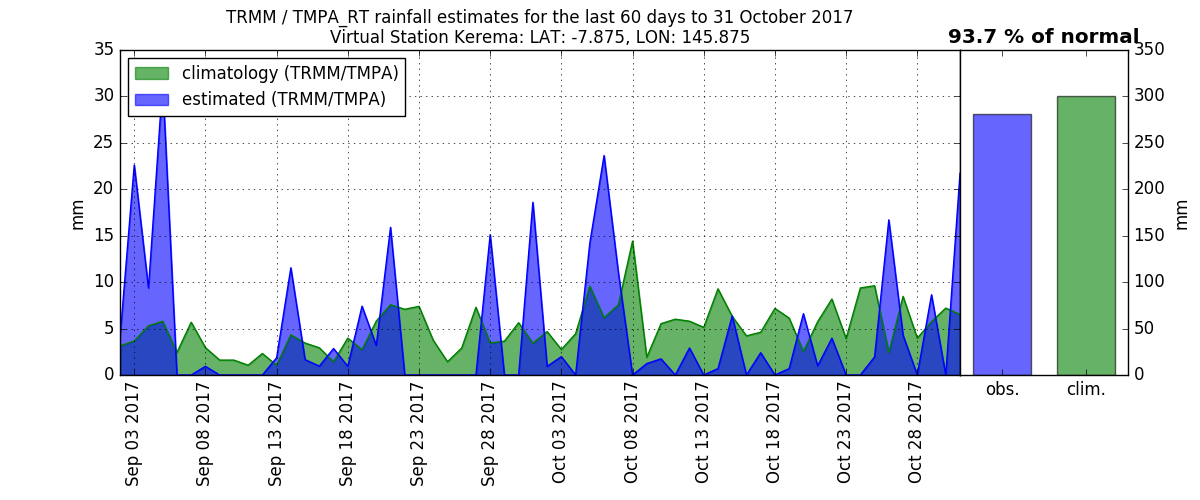 TRMM / TMPA_RT rainfall estimates for the last 60 days to 31 October 2017
Virtual Station Kerema: LAT: -7.875, LON: 145.875
93.7 % of normal
climatology (TRMM/TMPA)
estimated (TRMM/TMPA)
mm
35
30
25
20
15
10
5
0
Sep 03 2017
Sep 08 2017
Sep 13 2017
Sep 18 2017
Sep 23 2017
Sep 28 2017
Oct 03 2017
Oct 08 2017
Oct 13 2017
Oct 18 2017
Oct 23 2017
Oct 28 2017
obs.
clim.
350
300
250
200
150
100
50
0
mm